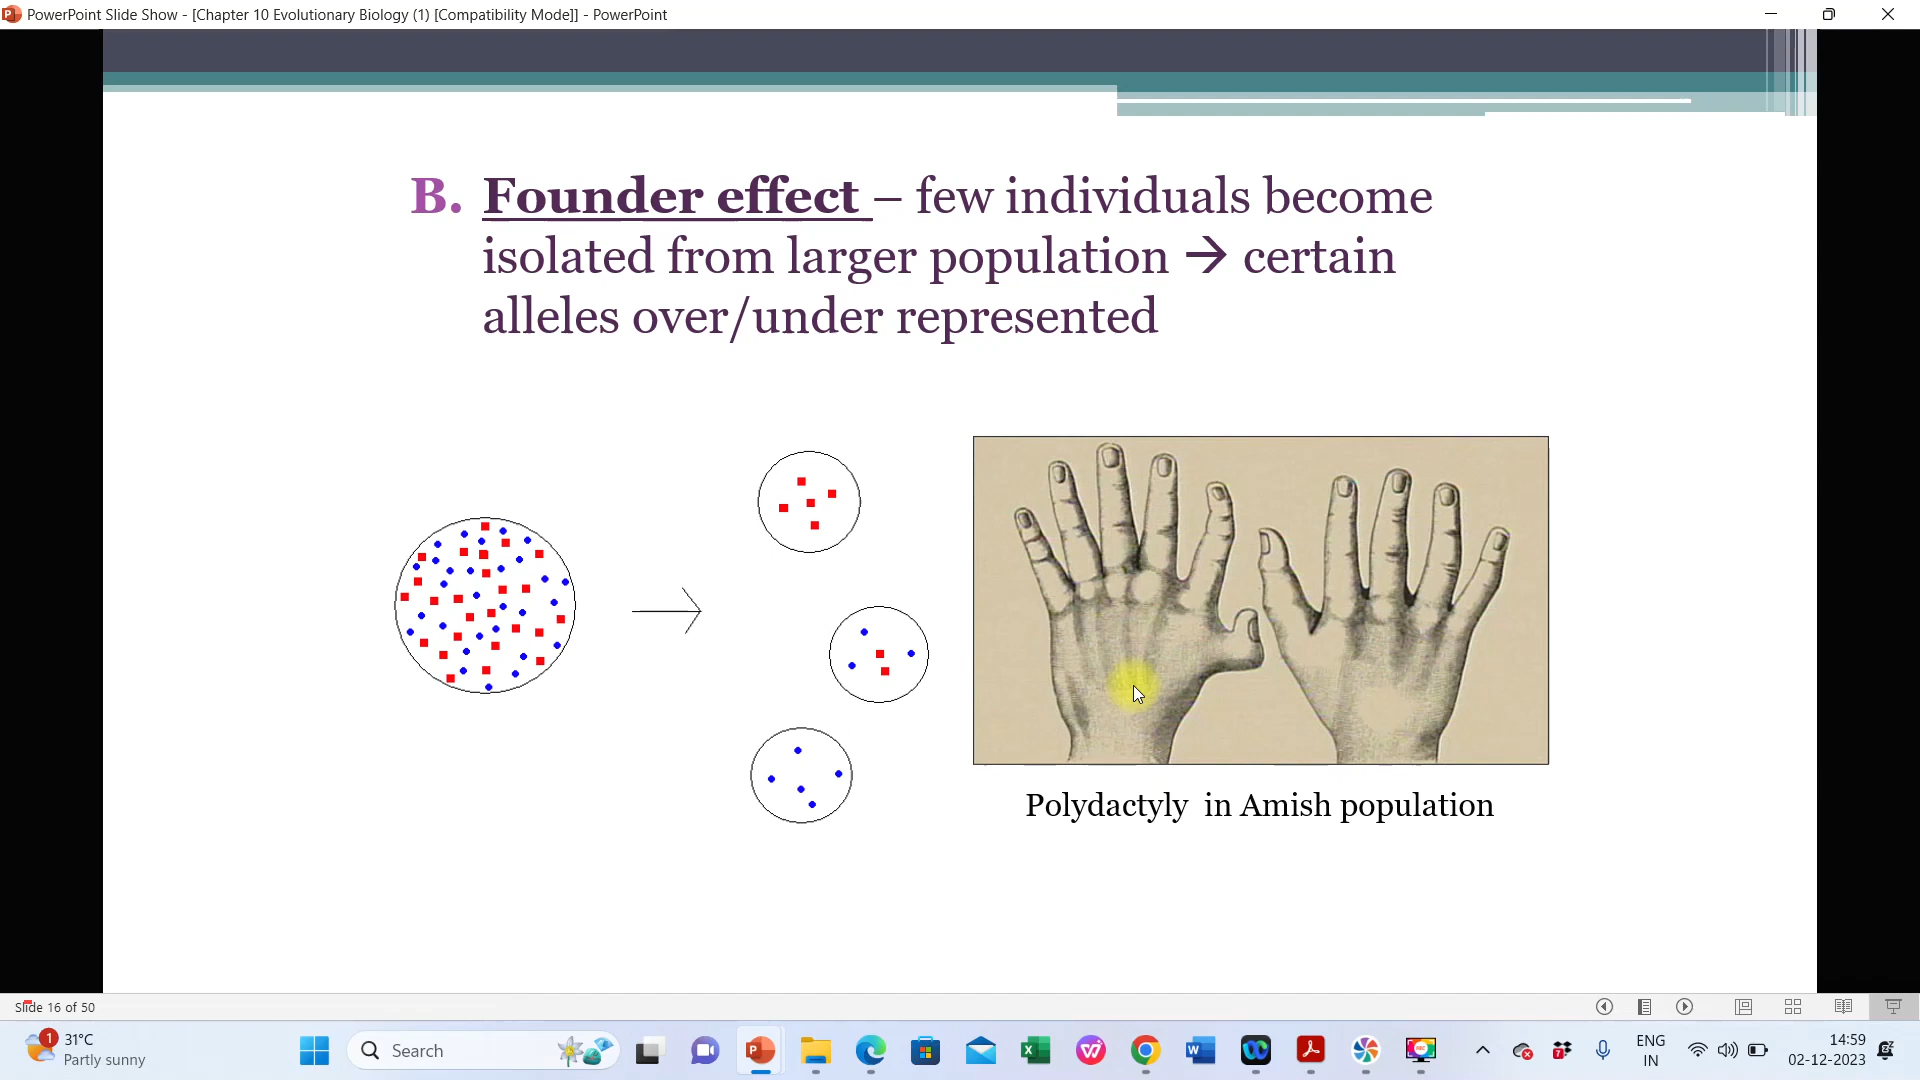 PowerPoint Slide Show - [Chapter 10 Evolutionary Biology (1) [Compatibility Mode]] - PowerPoint
B. Founder effect – few individuals become
isolated from larger population → certain
alleles over/under represented
Polydactyly in Amish population
Slide 16 of 50
1
31°C
Partly sunny
Search
7
ENG
IN
14:59
02-12-2023